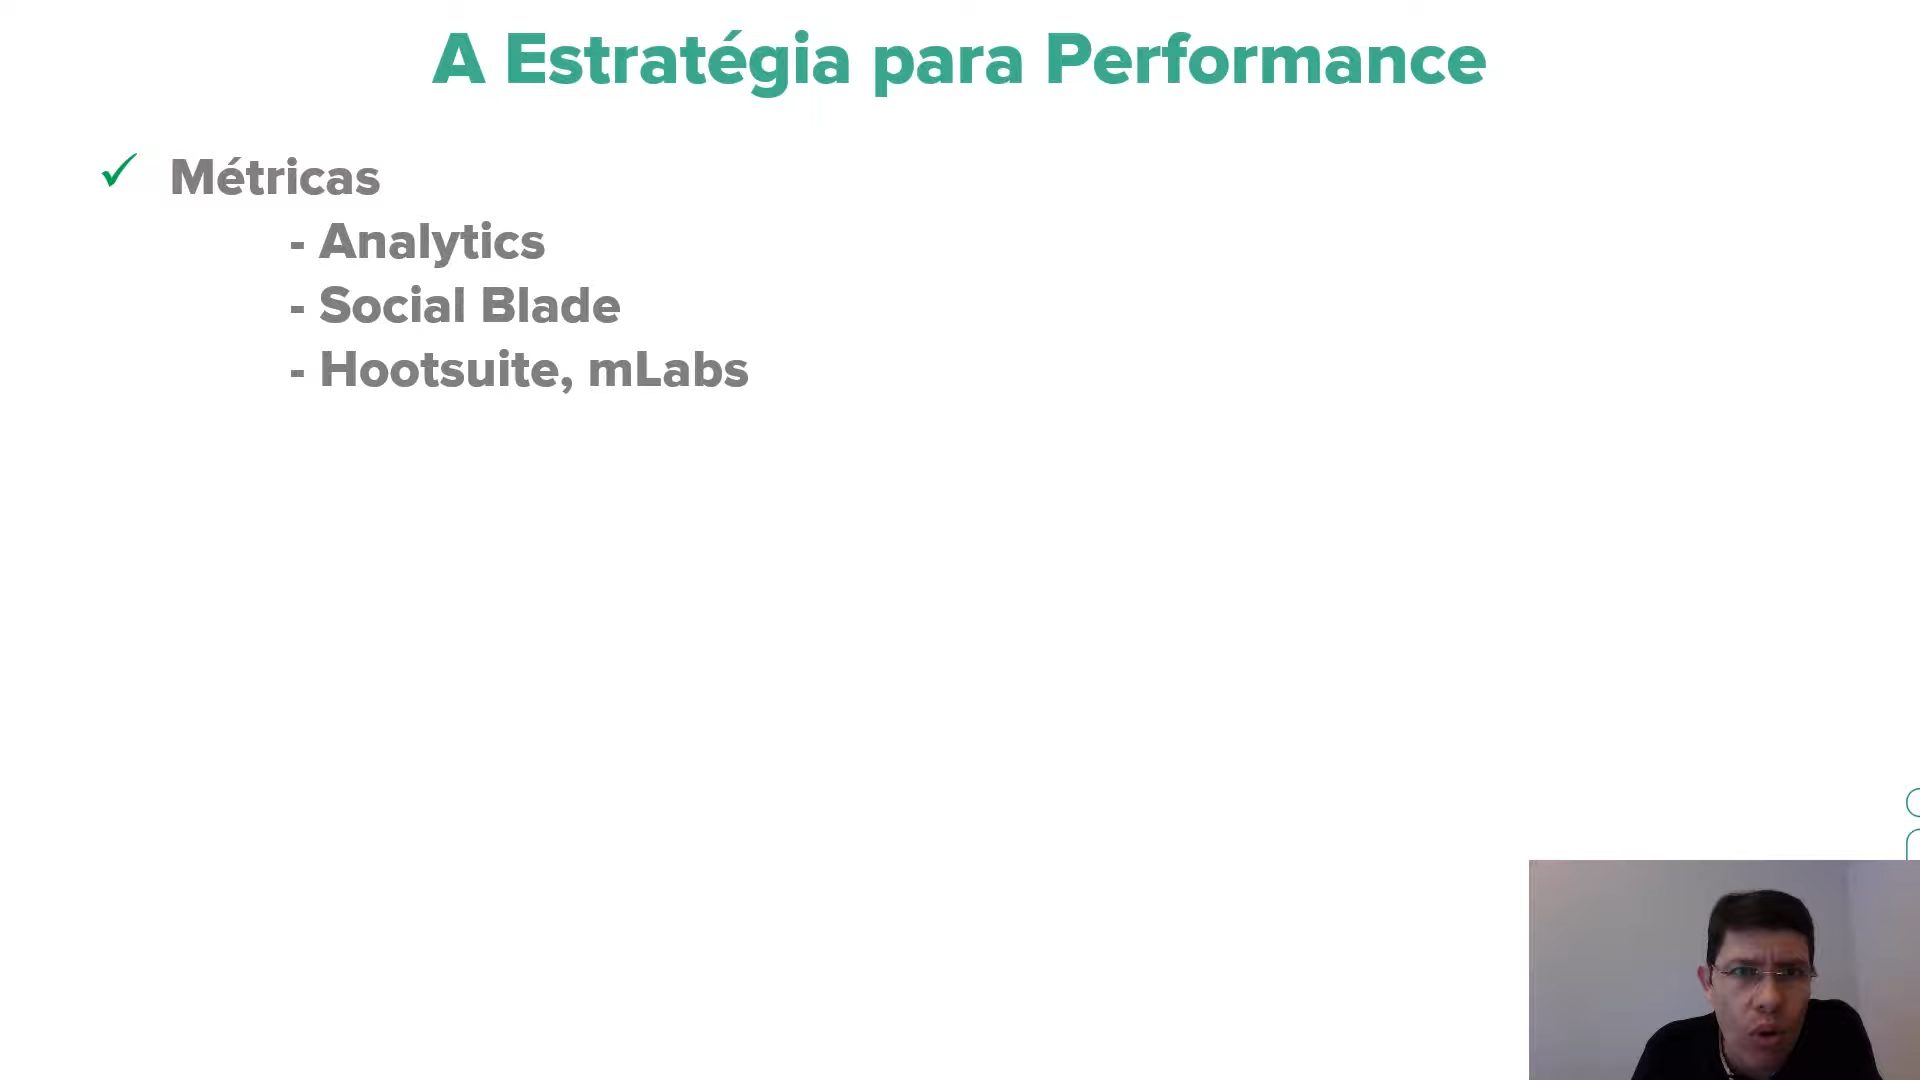 A Estratégia para Performance
✓ Métricas
- Analytics
- Social Blade
- Hootsuite, mLabs